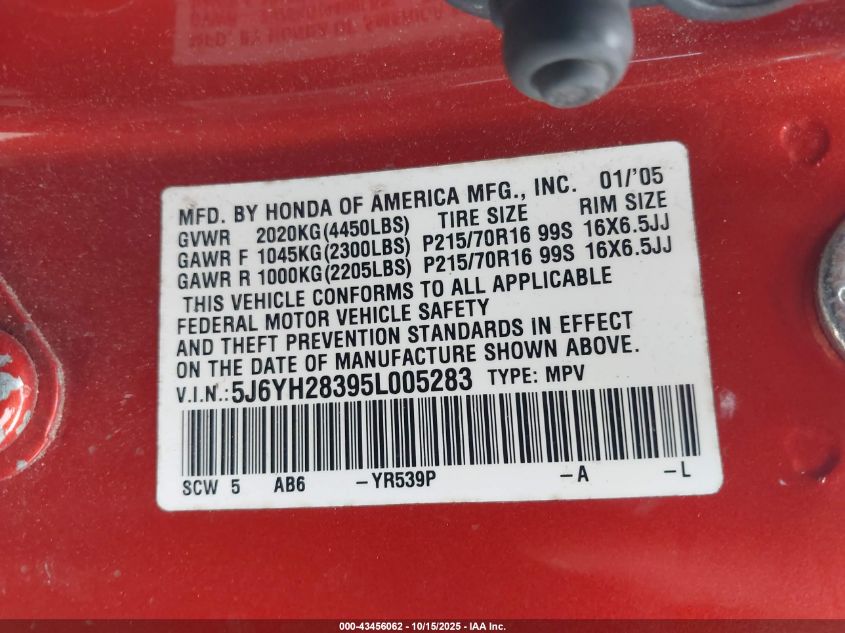 MFD. BY HONDA OF AMERICA MFG., INC. 01/'05
GVWR 2020KG(4450LBS) TIRE SIZE RIM SIZE
GAWR F 1045KG(2300LBS) P215/70R16 99S 16X6.5JJ
GAWR R 1000KG(2205LBS) P215/70R16 99S 16X6.5JJ
THIS VEHICLE CONFORMS TO ALL APPLICABLE
FEDERAL MOTOR VEHICLE SAFETY
AND THEFT PREVENTION STANDARDS IN EFFECT
ON THE DATE OF MANUFACTURE SHOWN ABOVE.
V.I.N.:5J6YH28395L005283 TYPE: MPV
SCW 5 AB6 -YR539P -A -L
000-43456062 - 10/15/2025 - IAA Inc.